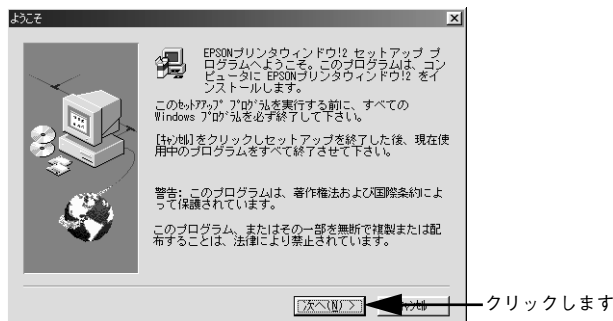 ようこそ
EPSONプリンタウィンドウ!2 セットアップ プ
ログラムへようこそ。このプログラムは、コン
ピュータに EPSONプリンタウィンドウ!2 をイ
ンストールします。
このｾｯﾄｱｯﾌﾟ ﾌﾟﾛｸﾞﾗﾑを実行する前に、すべての
Windows ﾌﾟﾛｸﾞﾗﾑを必ず終了して下さい。
[ｷｬﾝｾﾙ]をクリックしセットアップを終了した後、現在使
用中のプログラムをすべて終了させて下さい。
警告: このプログラムは、著作権法および国際条約によ
って保護されています。
このプログラム、またはその一部を無断で複製または配
布することは、法律により禁止されています。
次へ(N) >
クリックします